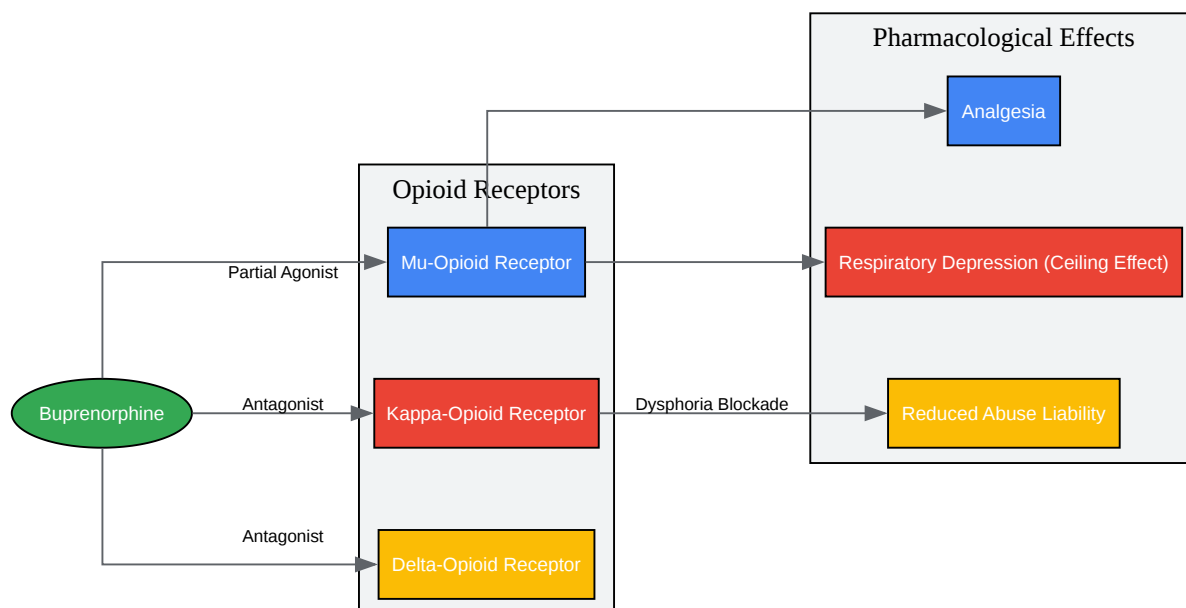 Pharmacological Effects
Analgesia
Opioid Receptors
Mu-Opioid Receptor
Respiratory Depression (Ceiling Effect)
Partial Agonist
Buprenorphine
Antagonist
Kappa-Opioid Receptor
Dysphoria Blockade
Reduced Abuse Liability
Antagonist
Delta-Opioid Receptor